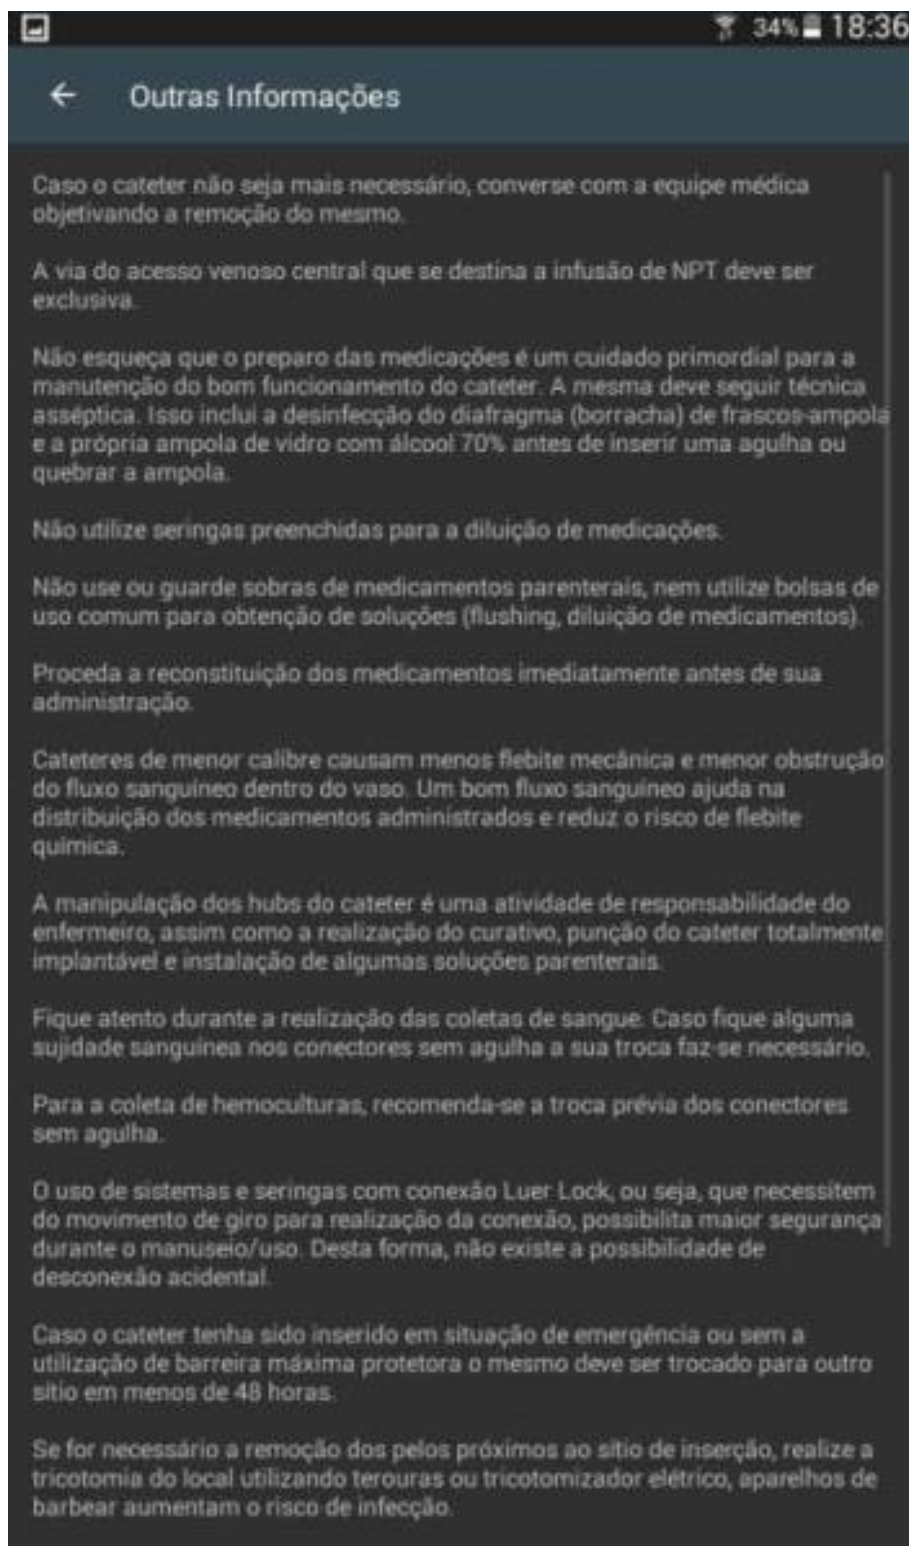 34% 18:36
Outras Informações
Caso o cateter não seja mais necessário, converse com a equipe médica
objetivando a remoção do mesmo.
A via do acesso venoso central que se destina a infusão de NPT deve ser
exclusiva.
Não esqueça que o preparo das medicações é um cuidado primordial para a
manutenção do bom funcionamento do cateter. A mesma deve seguir técnica
asséptica. Isso inclui a desinfecção do diafragma (borracha) de frascos-ampola
e a própria ampola de vidro com álcool 70% antes de inserir uma agulha ou
quebrar a ampola.
Não utilize seringas preenchidas para a diluição de medicações.
Não use ou guarde sobras de medicamentos parenterais, nem utilize bolsas de
uso comum para obtenção de soluções (flushing, diluição de medicamentos).
Proceda a reconstituição dos medicamentos imediatamente antes de sua
administração.
Cateteres de menor calibre causam menos flebite mecânica e menor obstrução
do fluxo sanguíneo dentro do vaso. Um bom fluxo sanguíneo ajuda na
distribuição dos medicamentos administrados e reduz o risco de flebite
química.
A manipulação dos hubs do cateter é uma atividade de responsabilidade do
enfermeiro, assim como a realização do curativo, punção do cateter totalmente
implantável e instalação de algumas soluções parenterais.
Fique atento durante a realização das coletas de sangue. Caso fique alguma
sujidade sanguínea nos conectores sem agulha a sua troca faz-se necessário.
Para a coleta de hemoculturas, recomenda-se a troca prévia dos conectores
sem agulha.
O uso de sistemas e seringas com conexão Luer Lock, ou seja, que necessitem
do movimento de giro para realização da conexão, possibilita maior segurança
durante o manuseio/uso. Desta forma, não existe a possibilidade de
desconexão acidental.
Caso o cateter tenha sido inserido em situação de emergência ou sem a
utilização de barreira máxima protetora o mesmo deve ser trocado para outro
sítio em menos de 48 horas.
Se for necessário a remoção dos pelos próximos ao sítio de inserção, realize a
tricotomia do local utilizando terouras ou tricotomizador elétrico, aparelhos de
barbear aumentam o risco de infecção.